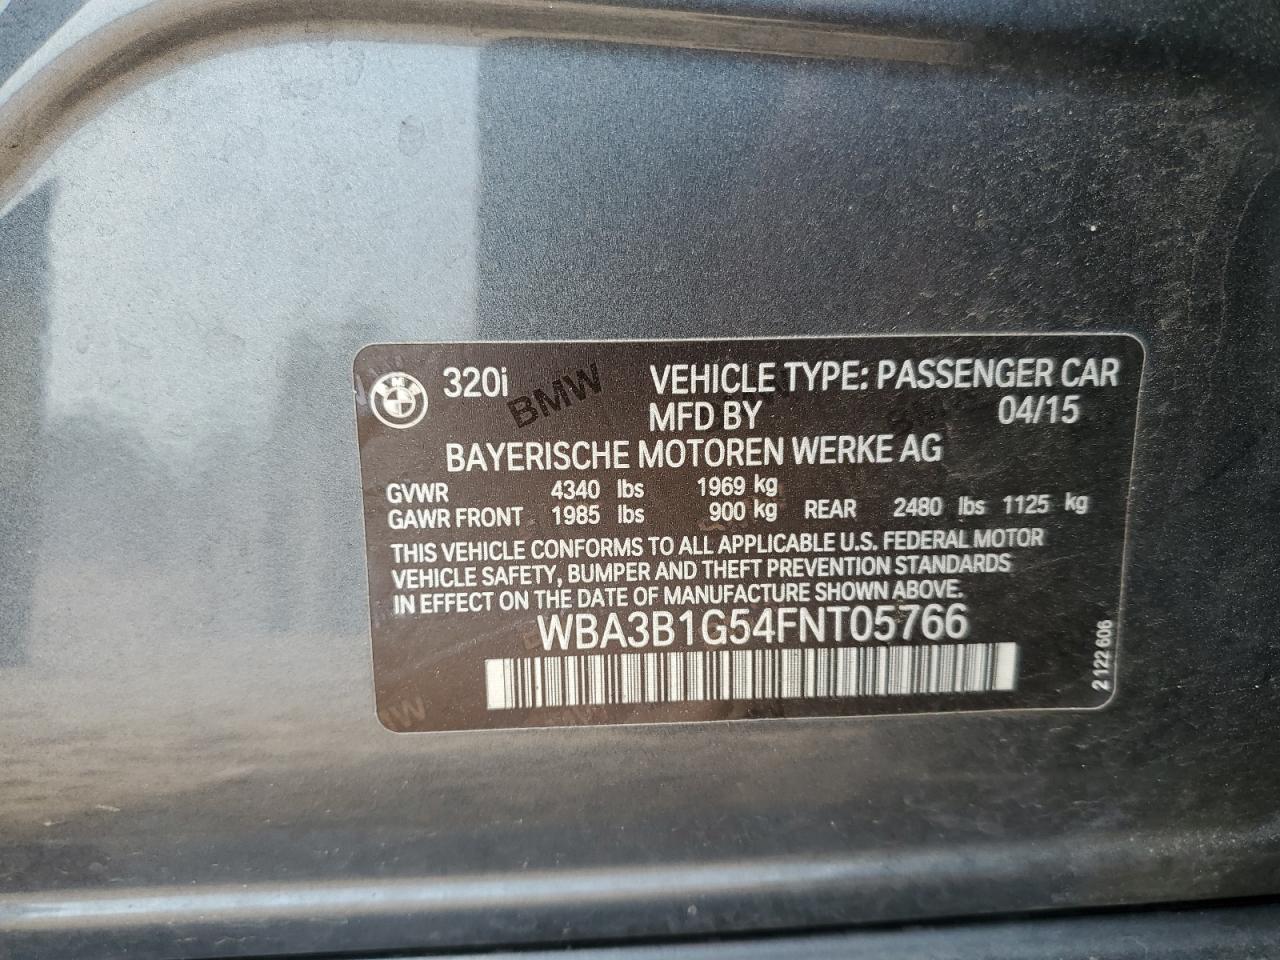 320i VEHICLE TYPE: PASSENGER CAR
MFD BY 04/15
BAYERISCHE MOTOREN WERKE AG
GVWR 4340 lbs 1969 kg
GAWR FRONT 1985 lbs 900 kg REAR 2480 lbs 1125 kg
THIS VEHICLE CONFORMS TO ALL APPLICABLE U.S. FEDERAL MOTOR
VEHICLE SAFETY, BUMPER AND THEFT PREVENTION STANDARDS
IN EFFECT ON THE DATE OF MANUFACTURE SHOWN ABOVE.
WBA3B1G54FNT05766
2 122 606
BMW